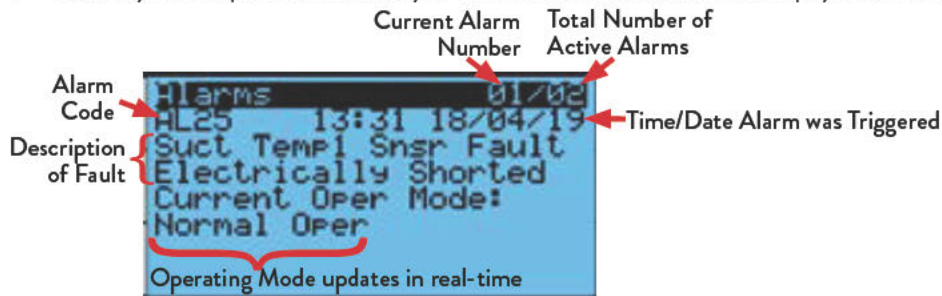 Current Alarm Number
Total Number of Active Alarms
Alarm Code
Description of Fault
Alarms 01/02
AL25 13:31 18/04/19
Suct Temp1 Snsr Fault
Electrically Shorted
Current Oper Mode:
Normal Oper
Time/Date Alarm was Triggered
Operating Mode updates in real-time